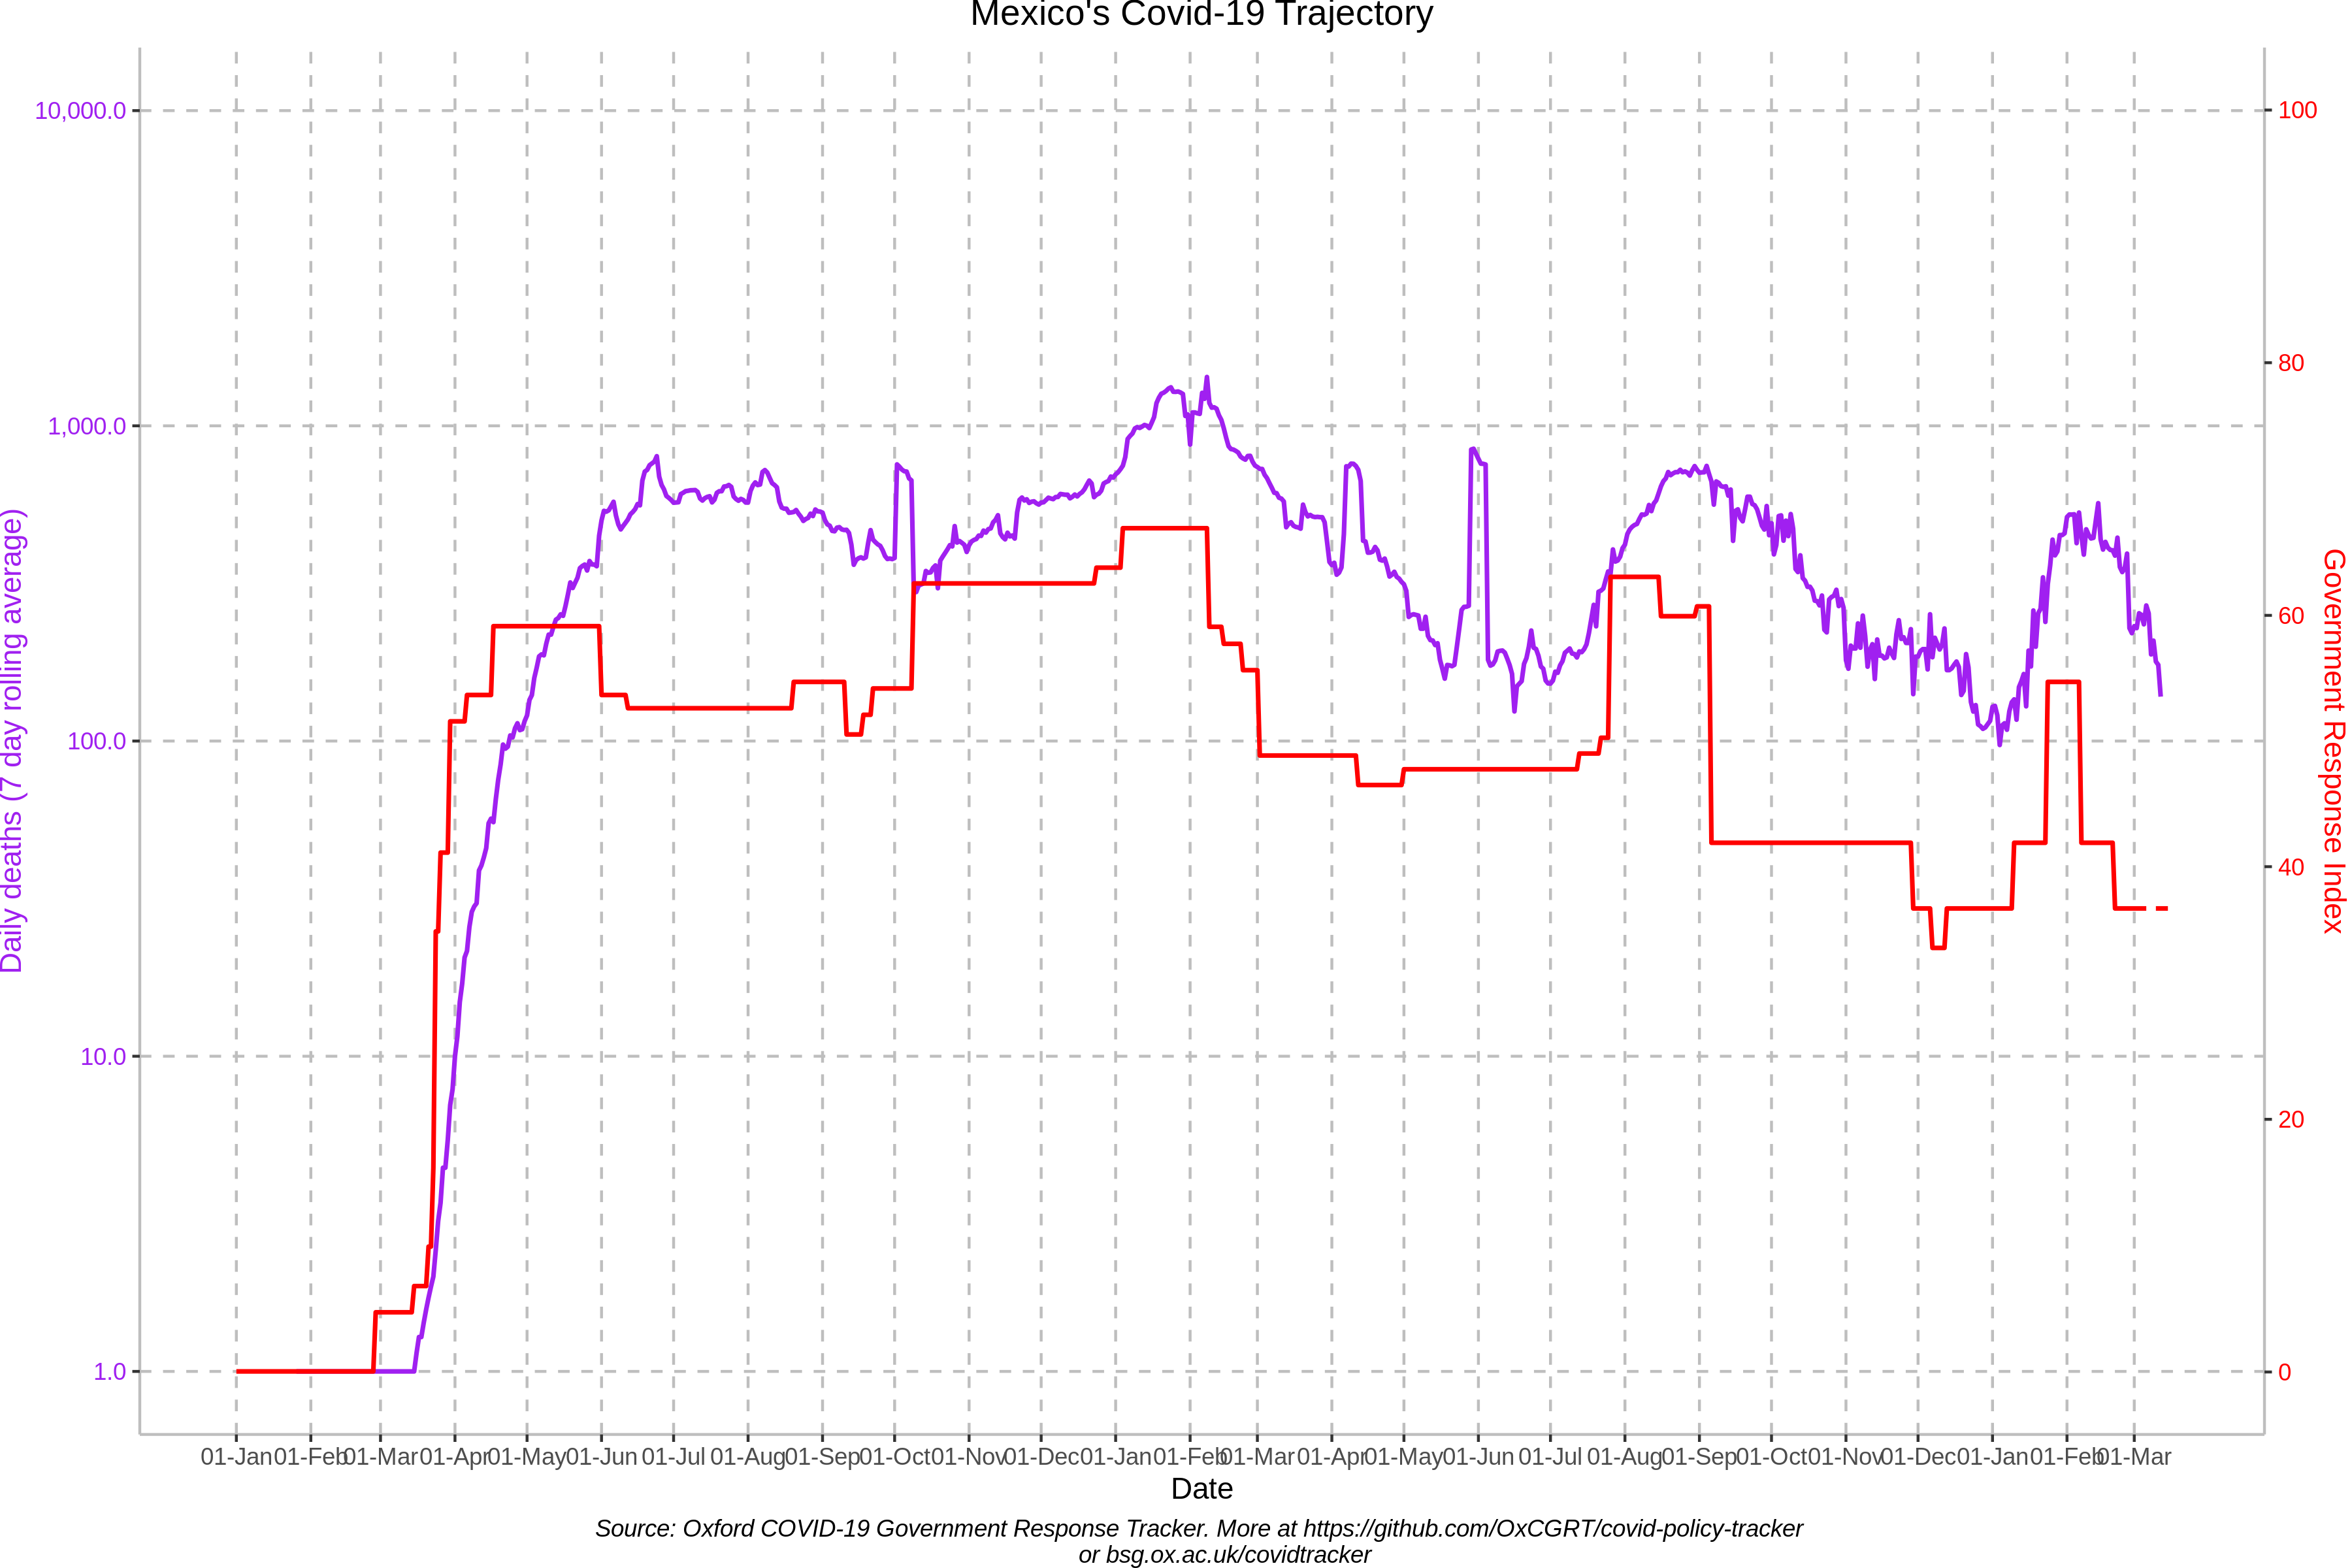 Mexico's Covid-19 Trajectory
10,000.0
1,000.0
100.0
10.0
1.0
Daily deaths (7 day rolling average)
100
80
60
40
20
0
Government Response Index
01-Jan 01-Feb 01-Mar 01-Apr 01-May 01-Jun 01-Jul 01-Aug 01-Sep 01-Oct 01-Nov 01-Dec 01-Jan 01-Feb 01-Mar 01-Apr 01-May 01-Jun 01-Jul 01-Aug 01-Sep 01-Oct 01-Nov 01-Dec 01-Jan 01-Feb 01-Mar
Date
Source: Oxford COVID-19 Government Response Tracker. More at https://github.com/OxCGRT/covid-policy-tracker
or bsg.ox.ac.uk/covidtracker